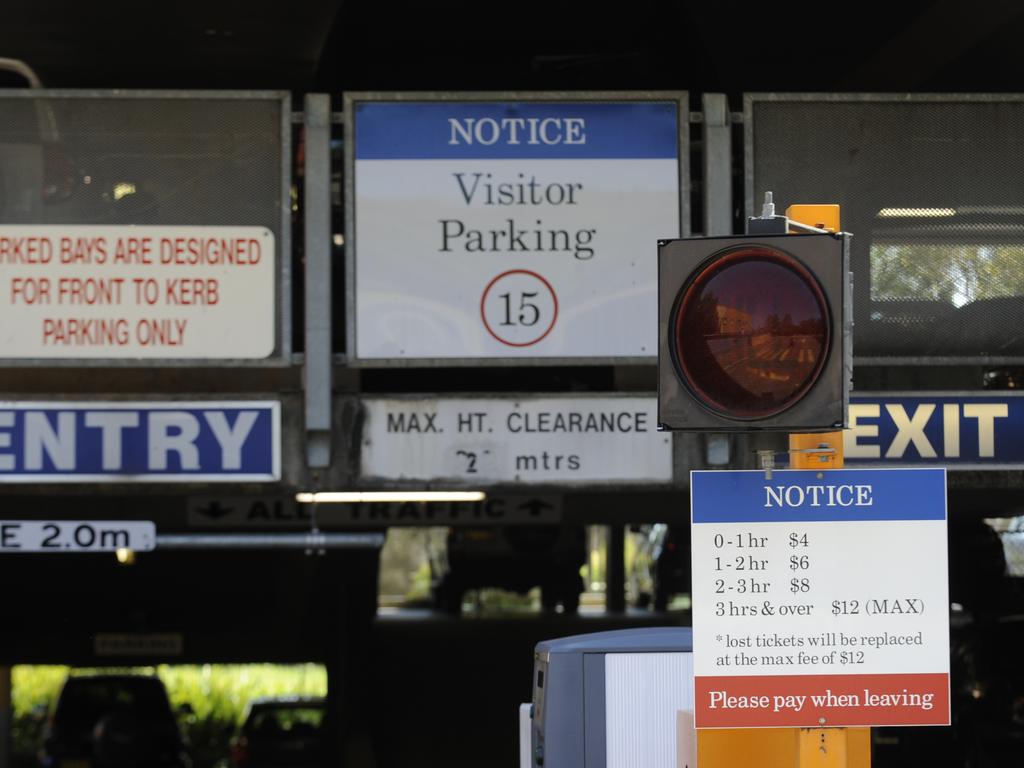 NOTICE
Visitor
Parking
15
RKED BAYS ARE DESIGNED
FOR FRONT TO KERB
PARKING ONLY
ENTRY
MAX. HT. CLEARANCE
2 mtrs
EXIT
ALL TRAFFIC
E 2.0m
PARKING
NOTICE
0-1hr $4
1-2hr $6
2-3hr $8
3hrs & over $12 (MAX)
* lost tickets will be replaced
at the max fee of $12
Please pay when leaving